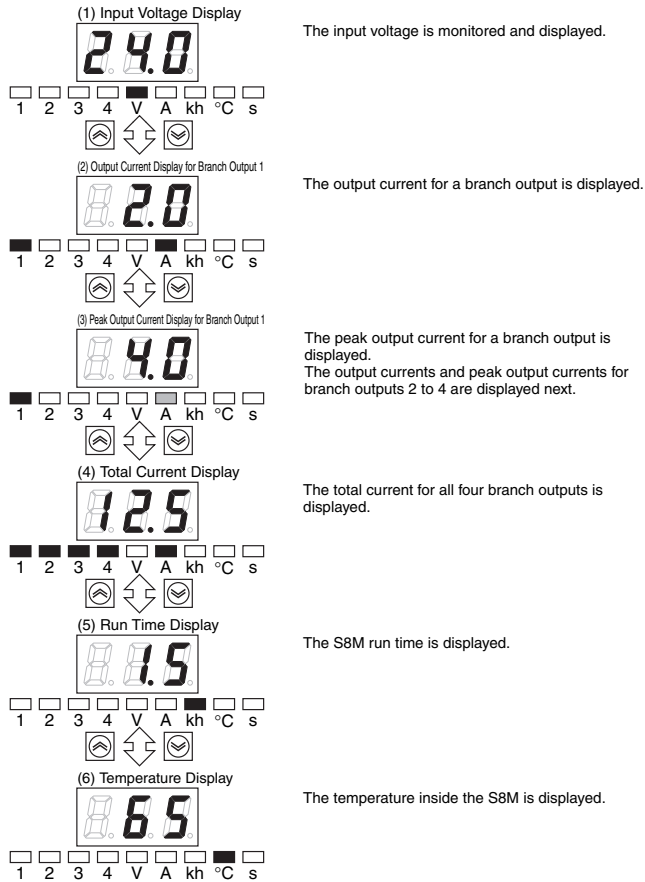 (1) Input Voltage Display
The input voltage is monitored and displayed.
24.0
1 2 3 4 V A kh °C s
(2) Output Current Display for Branch Output 1
The output current for a branch output is displayed.
2.0
1 2 3 4 V A kh °C s
(3) Peak Output Current Display for Branch Output 1
4.0
The peak output current for a branch output is
displayed.
The output currents and peak output currents for
branch outputs 2 to 4 are displayed next.
1 2 3 4 V A kh °C s
(4) Total Current Display
The total current for all four branch outputs is
displayed.
12.5
1 2 3 4 V A kh °C s
(5) Run Time Display
The S8M run time is displayed.
1.5
1 2 3 4 V A kh °C s
(6) Temperature Display
The temperature inside the S8M is displayed.
65
1 2 3 4 V A kh °C s